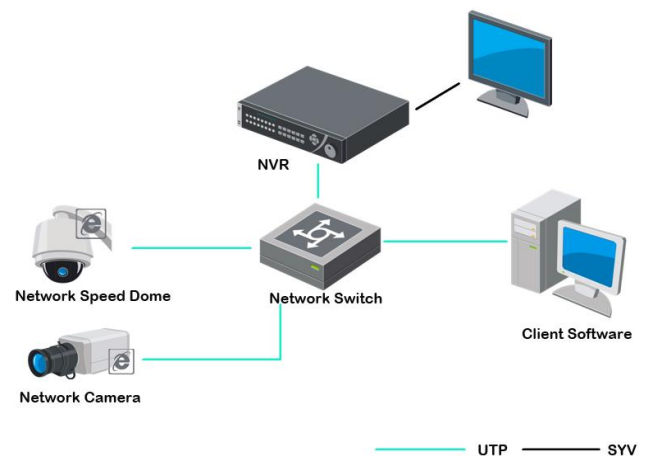 NVR
Network Speed Dome
Network Switch
Client Software
Network Camera
UTP
SYV